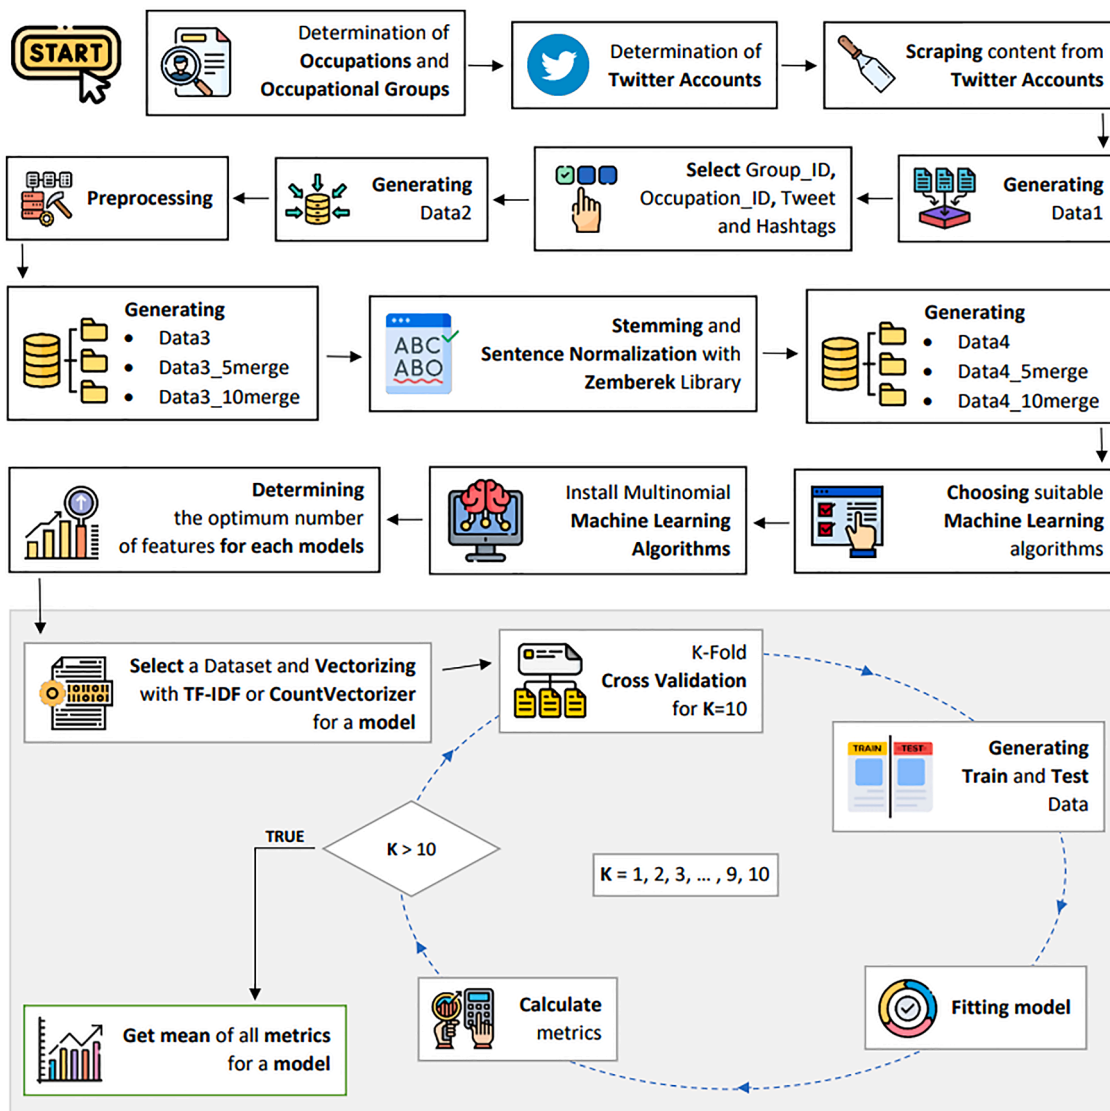 START
Determination of
Occupations and
Occupational Groups
Determination of
Twitter Accounts
Scraping content from
Twitter Accounts
Generating
Data1
Select Group_ID,
Occupation_ID, Tweet
and Hashtags
Generating
Data2
Preprocessing
Generating
• Data3
• Data3_5merge
• Data3_10merge
ABC
ABO
Stemming and
Sentence Normalization with
Zemberek Library
Generating
• Data4
• Data4_5merge
• Data4_10merge
Choosing suitable
Machine Learning
algorithms
Install Multinomial
Machine Learning
Algorithms
Determining
the optimum number
of features for each models
Select a Dataset and Vectorizing
with TF-IDF or CountVectorizer
for a model
K-Fold
Cross Validation
for K=10
TRAIN TEST
Generating
Train and Test
Data
Fitting model
Calculate
metrics
K > 10
TRUE
K = 1, 2, 3, ... , 9, 10
Get mean of all metrics
for a model